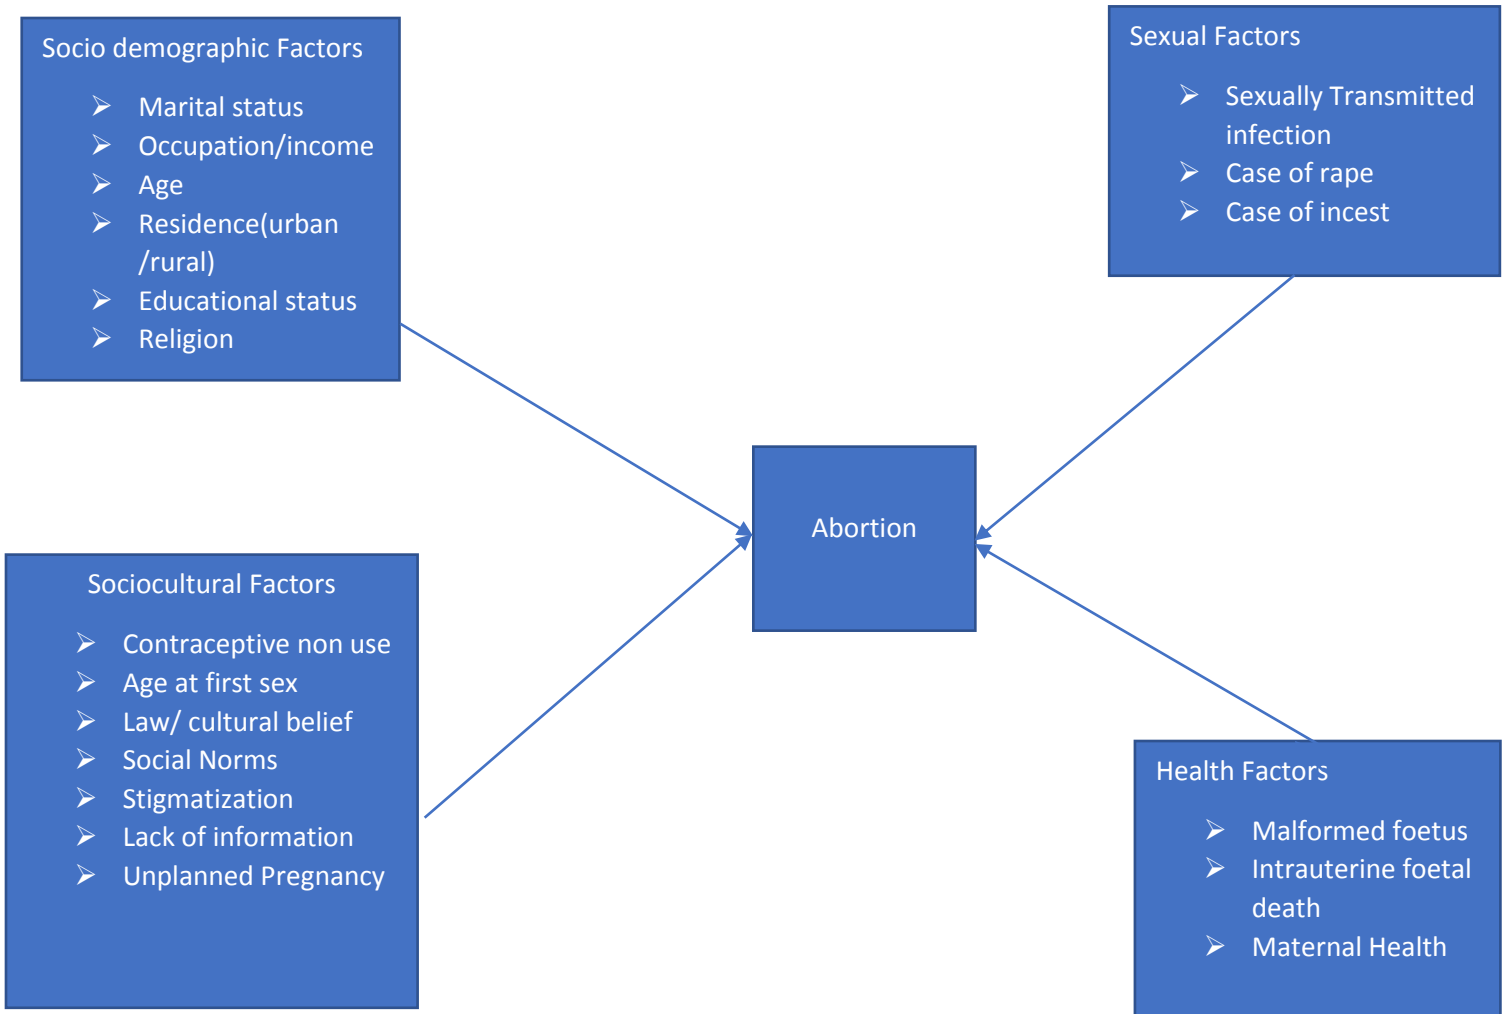 Socio demographic Factors
➢ Marital status
➢ Occupation/income
➢ Age
➢ Residence(urban
/rural)
➢ Educational status
➢ Religion
Sexual Factors
➢ Sexually Transmitted
infection
➢ Case of rape
➢ Case of incest
Abortion
Sociocultural Factors
➢ Contraceptive non use
➢ Age at first sex
➢ Law/ cultural belief
➢ Social Norms
➢ Stigmatization
➢ Lack of information
➢ Unplanned Pregnancy
Health Factors
➢ Malformed foetus
➢ Intrauterine foetal
death
➢ Maternal Health